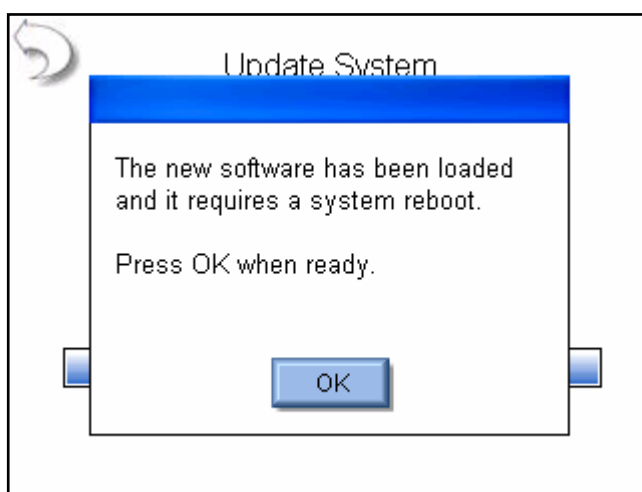 Update System
The new software has been loaded
and it requires a system reboot.
Press OK when ready.
OK